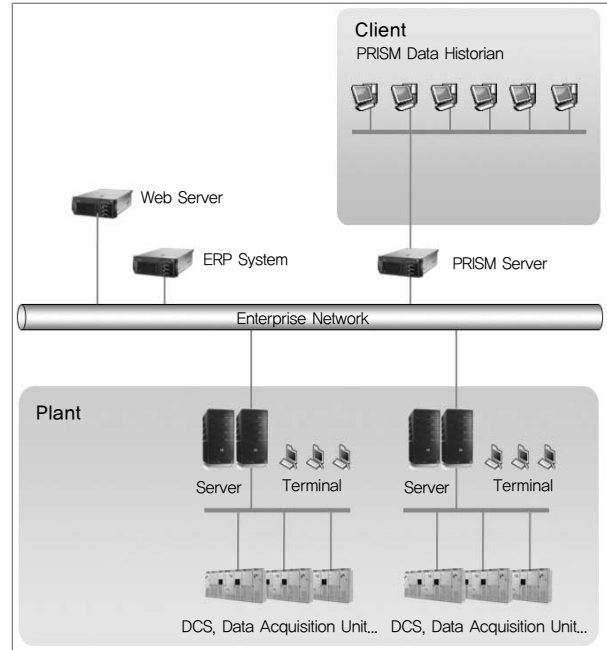 Client
PRISM Data Historian
Web Server
ERP System
PRISM Server
Enterprise Network
Plant
Server
Terminal
Server
Terminal
DCS, Data Acquisition Unit...
DCS, Data Acquisition Unit...